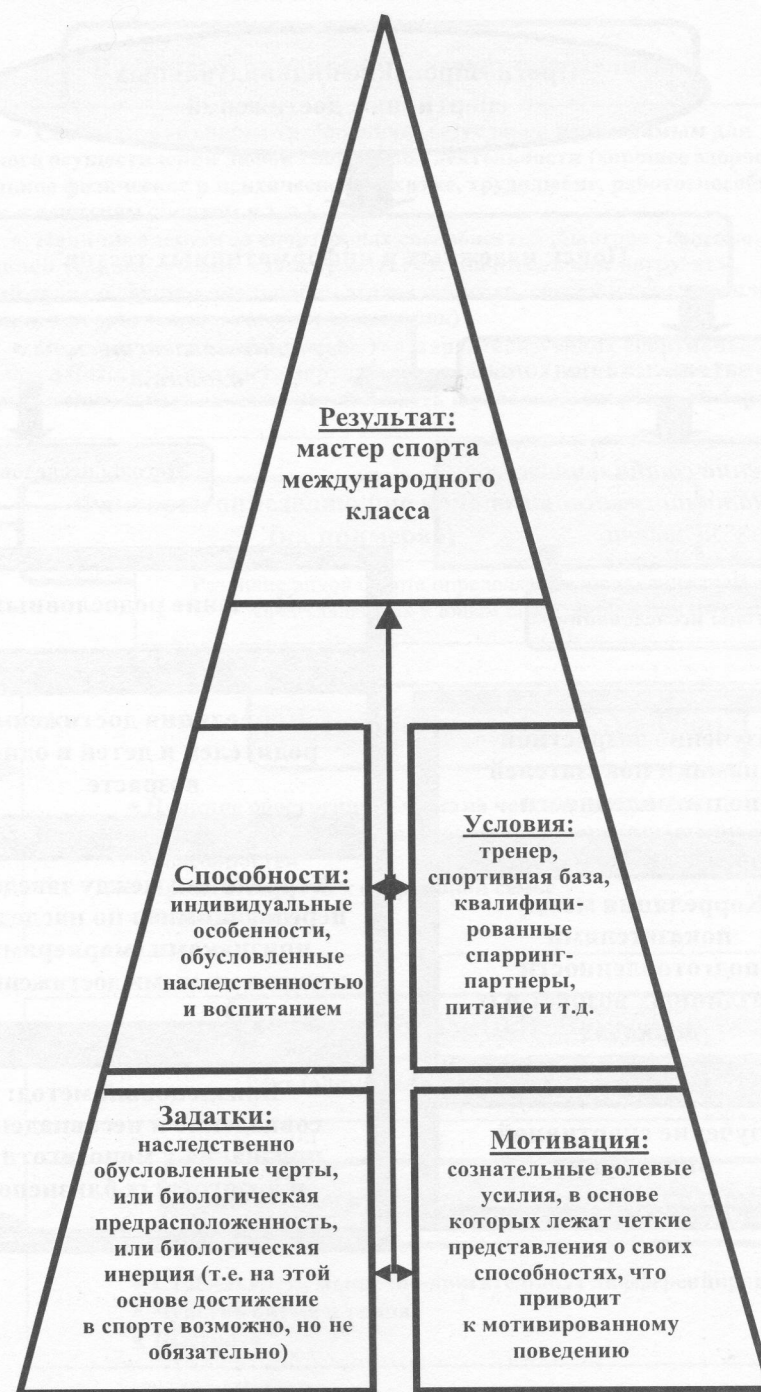 Результат:
мастер спорта
международного
класса
Способности:
индивидуальные
особенности,
обусловленные
наследственностью
и воспитанием
Условия:
тренер,
спортивная база,
квалифици-
рованные
спарринг-
партнеры,
питание и т.д.
Задатки:
наследственно
обусловленные черты,
или биологическая
предрасположенность,
или биологическая
инерция (т.е. на этой
основе достижение
в спорте возможно, но не
обязательно)
Мотивация:
сознательные волевые
усилия, в основе
которых лежат четкие
представления о своих
способностях, что
приводит
к мотивированному
поведению